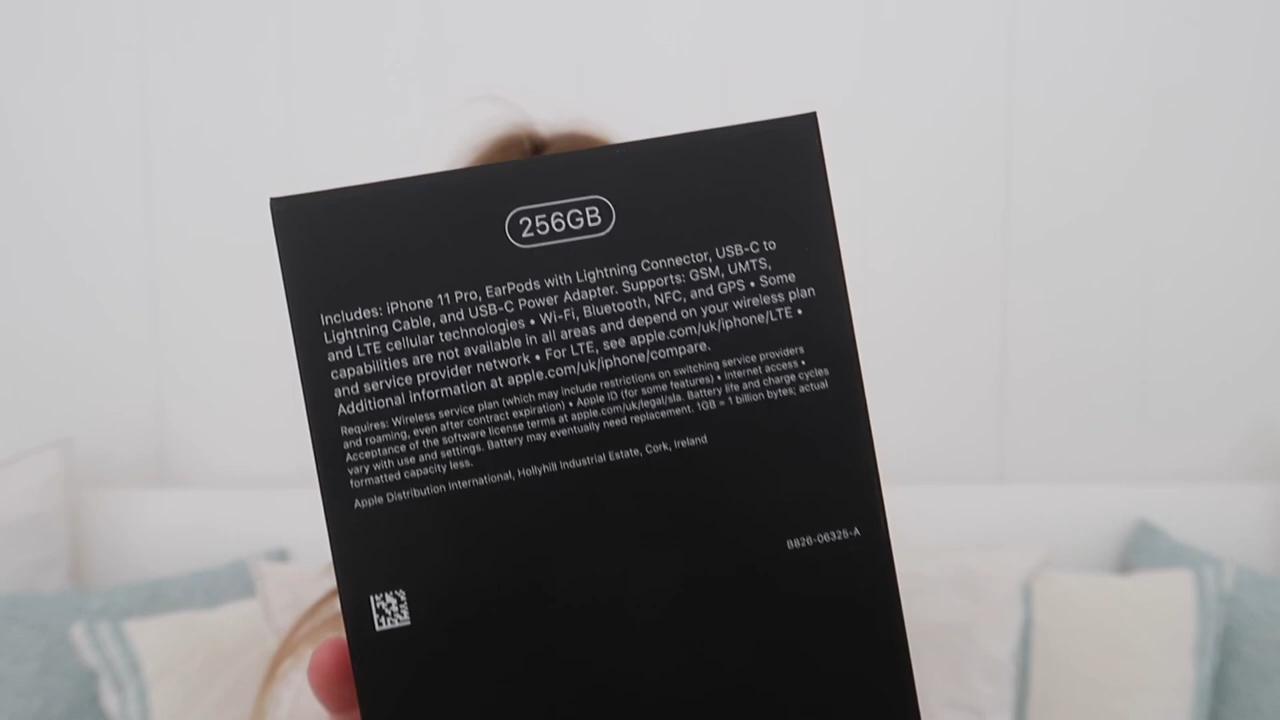 256GB
Includes: iPhone 11 Pro, EarPods with Lightning Connector, USB-C to
Lightning Cable, and USB-C Power Adapter. Supports: GSM, UMTS,
and LTE cellular technologies • Wi-Fi, Bluetooth, NFC, and GPS • Some
capabilities are not available in all areas and depend on your wireless plan
and service provider network • For LTE, see apple.com/uk/iphone/LTE •
Additional information at apple.com/uk/iphone/compare.
Requires: Wireless service plan (which may include restrictions on switching service providers
and roaming, even after contract expiration) • Apple ID (for some features) • Internet access •
Acceptance of the software license terms at apple.com/uk/legal/sla. Battery life and charge cycles
vary with use and settings. Battery may eventually need replacement. 1GB = 1 billion bytes; actual
formatted capacity less.
Apple Distribution International, Hollyhill Industrial Estate, Cork, Ireland
B826-06325-A